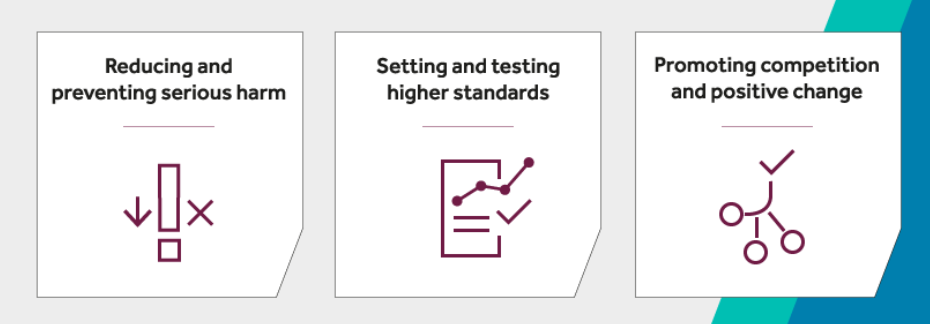 Reducing and
preventing serious harm
Setting and testing
higher standards
Promoting competition
and positive change